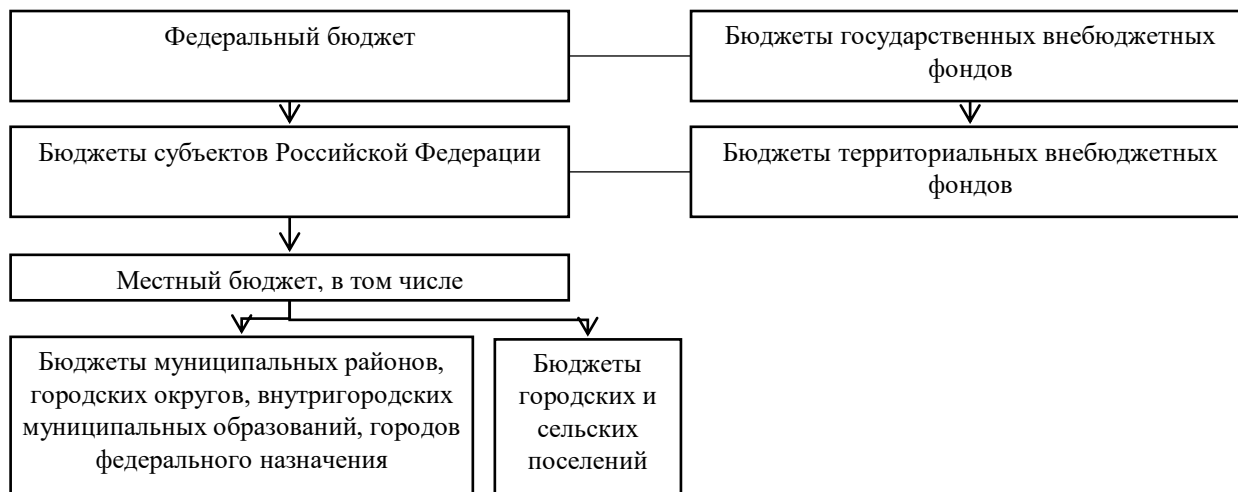 Федеральный бюджет
Бюджеты государственных внебюджетных
фондов
Бюджеты субъектов Российской Федерации
Бюджеты территориальных внебюджетных
фондов
Местный бюджет, в том числе
Бюджеты муниципальных районов,
городских округов, внутригородских
муниципальных образований, городов
федерального назначения
Бюджеты
городских и
сельских
поселений